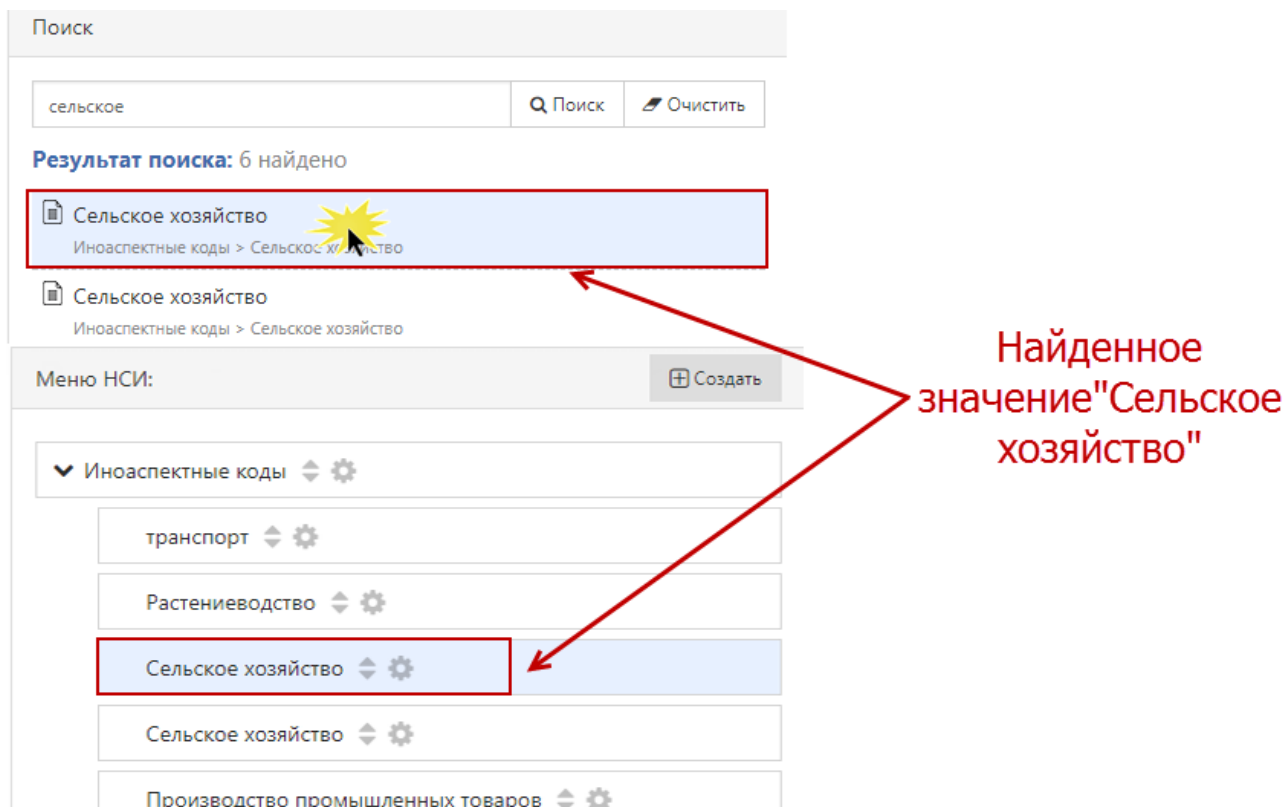 Поиск
сельское
Поиск
Очистить
Результат поиска: 6 найдено
Сельское хозяйство
Иноаспектные коды > Сельское хозяйство
Сельское хозяйство
Иноаспектные коды > Сельское хозяйство
Меню НСИ:
Создать
Иноаспектные коды
транспорт
Растениеводство
Сельское хозяйство
Сельское хозяйство
Производство промышленных товаров
Найденное
значение"Сельское
хозяйство"